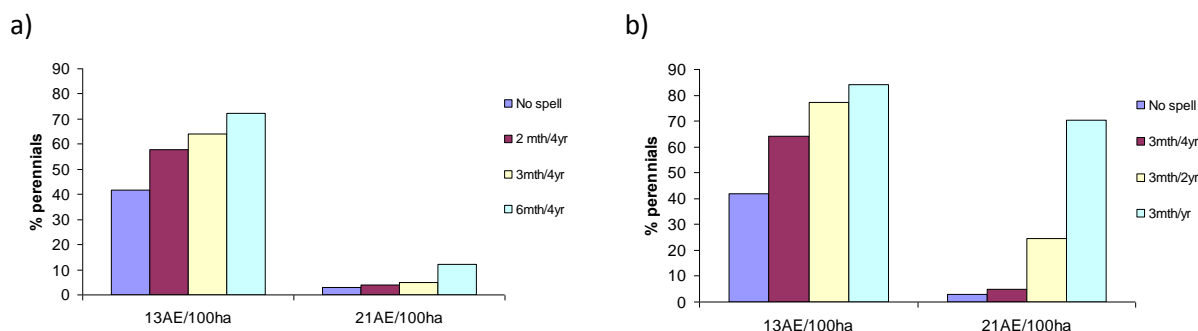 a)
% perennials
90
80
70
60
50
40
30
20
10
0
13AE/100ha
21AE/100ha
No spell
2 mth/4yr
3mth/4yr
6mth/4yr
b)
% perennials
90
80
70
60
50
40
30
20
10
0
13AE/100ha
21AE/100ha
No spell
3mth/4yr
3mth/2yr
3mth/yr